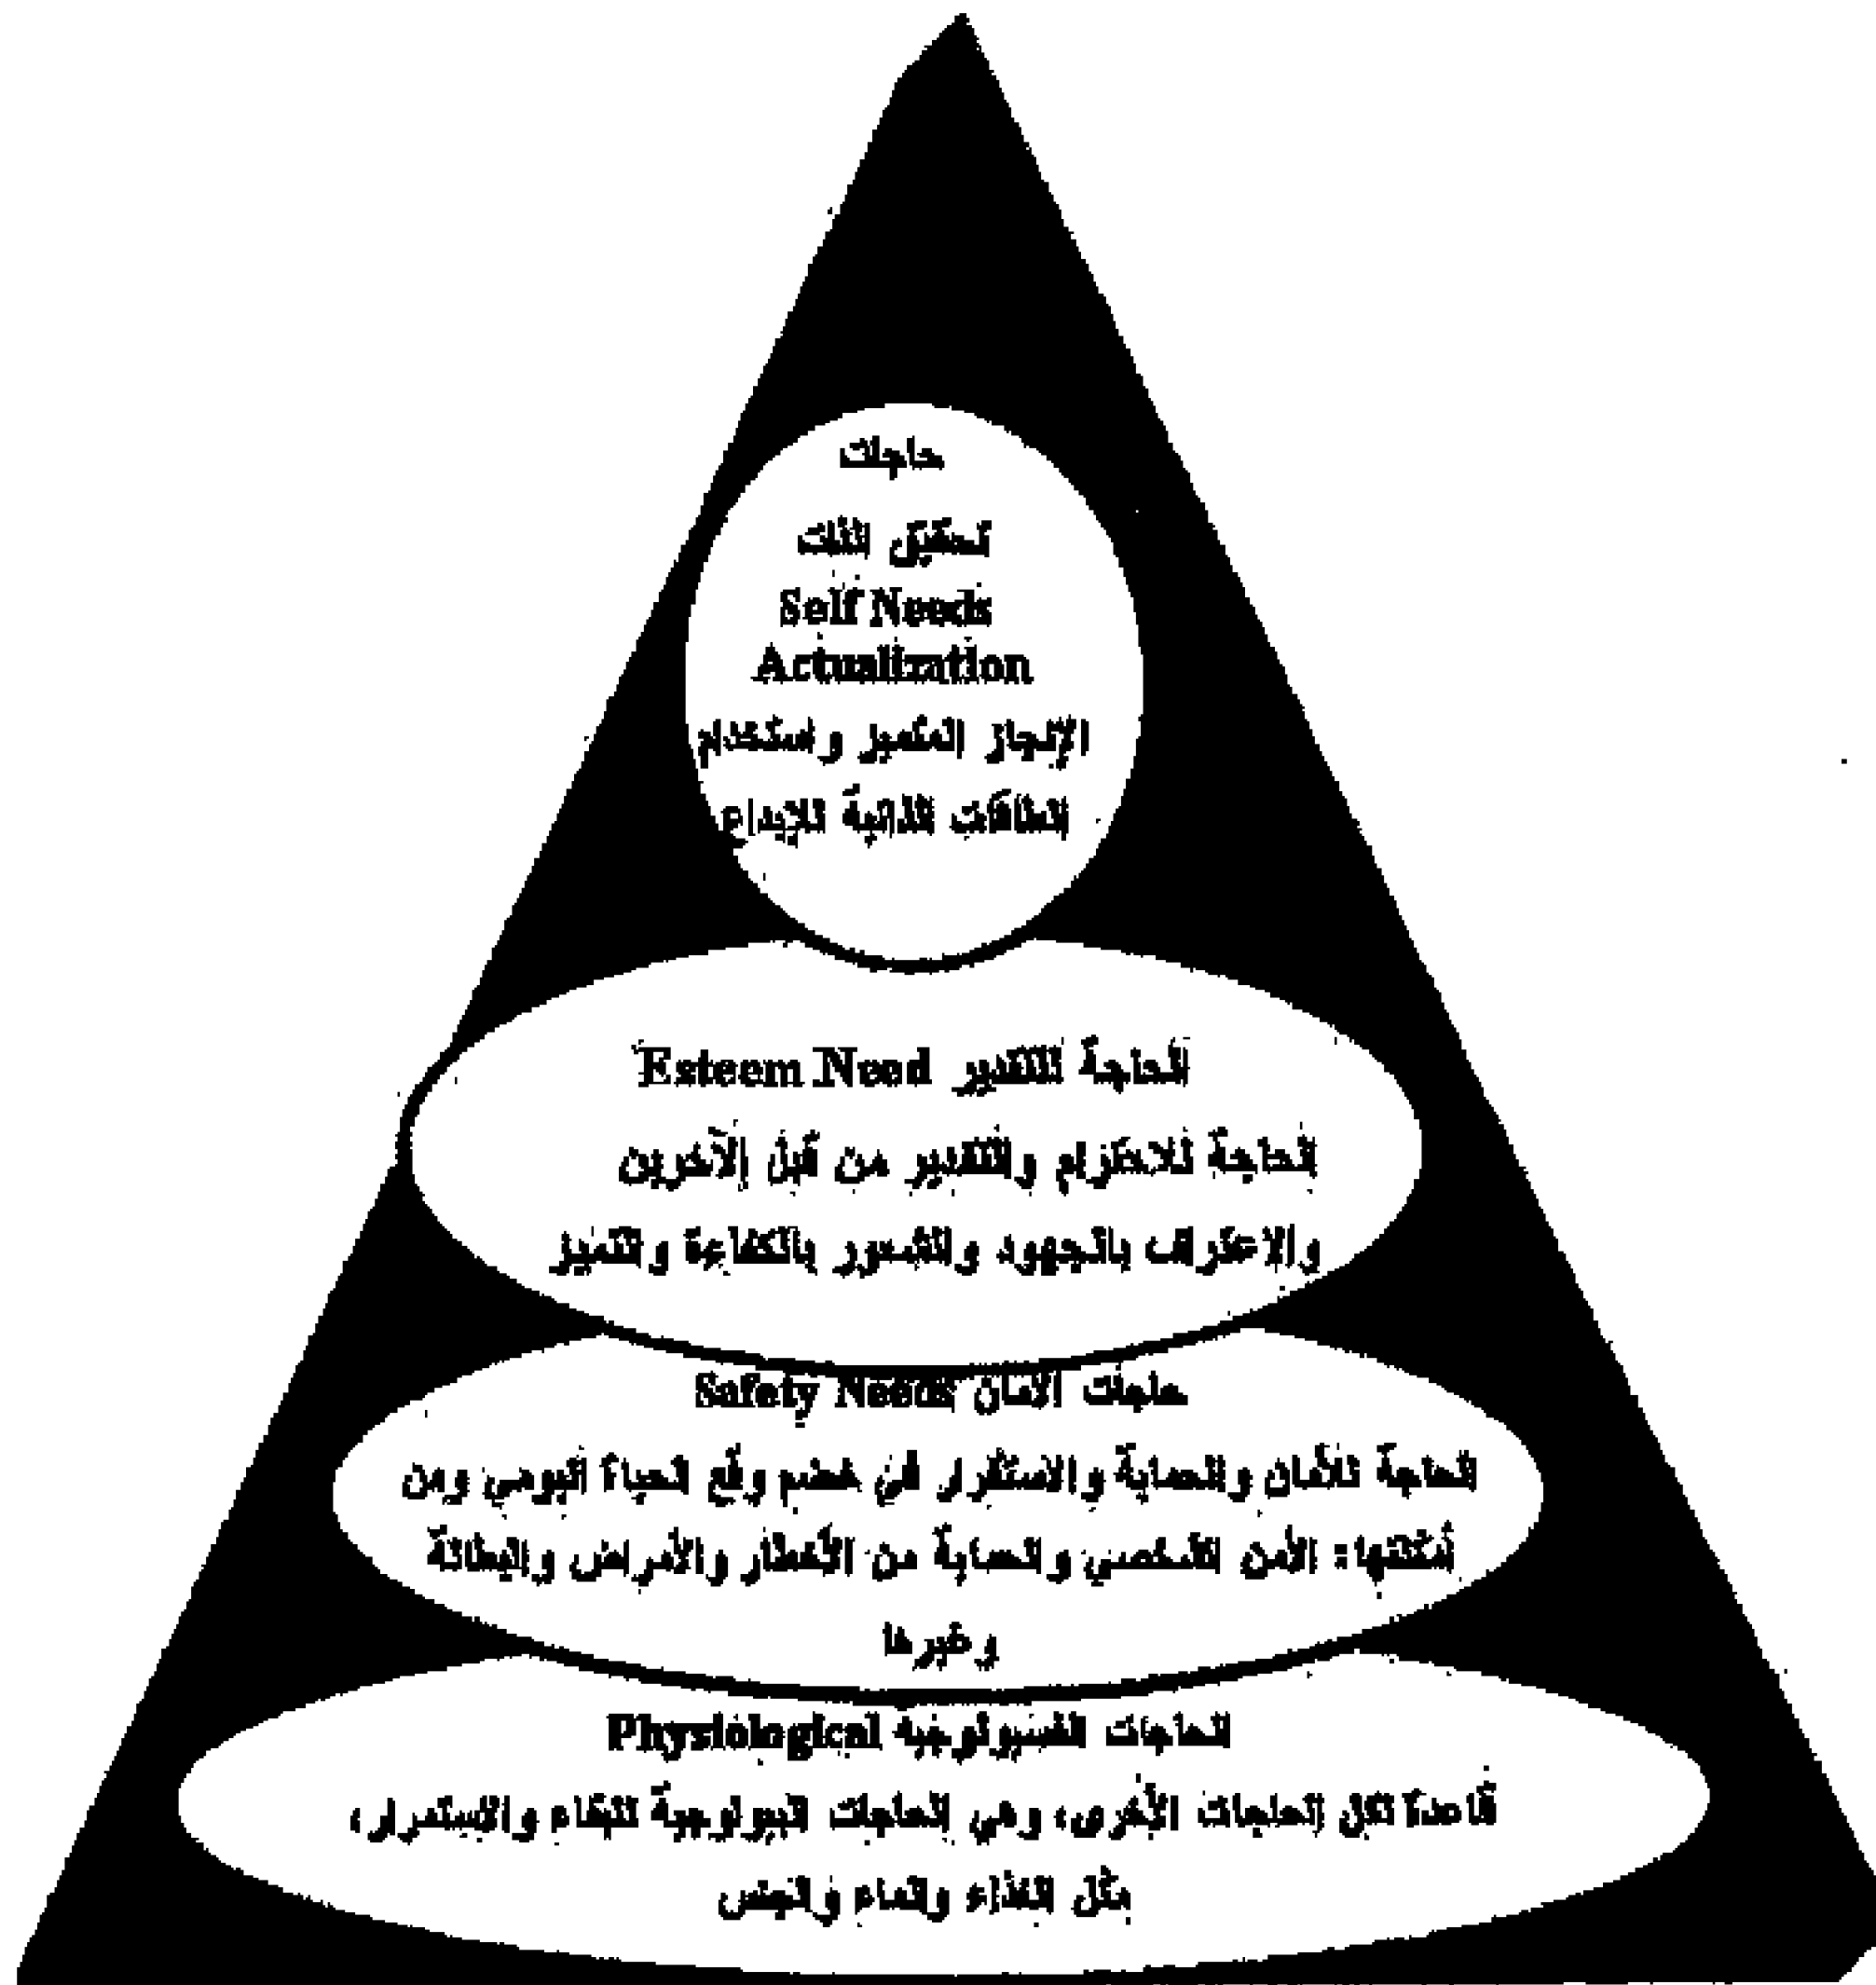 حاجات
تحقيق الذات
Self Needs
Actualization
الإنجاز المتميز واستخدام
الطاقات الذاتية للإبداع
الحاجة للتقدير Esteem Need
الحاجة للاحترام والتقدير من قبل الآخرين
والاعتراف بالجهود والشعور بالكفاءة والتميز
حاجات الأمان Safety Needs
الحاجة للأمان والحماية والاستقرار في خضم وقع الحياة اليومي ومن
أمثلتها: الأمن الشخصي والحماية من الأخطار والأمراض والبطالة
وغيرها
الحاجات الفسيولوجية Physiological
قاعدة لكل الحاجات الأخرى، وهي الحاجات البيولوجية للبقاء والاستمرار،
مثل الغذاء والماء والجنس